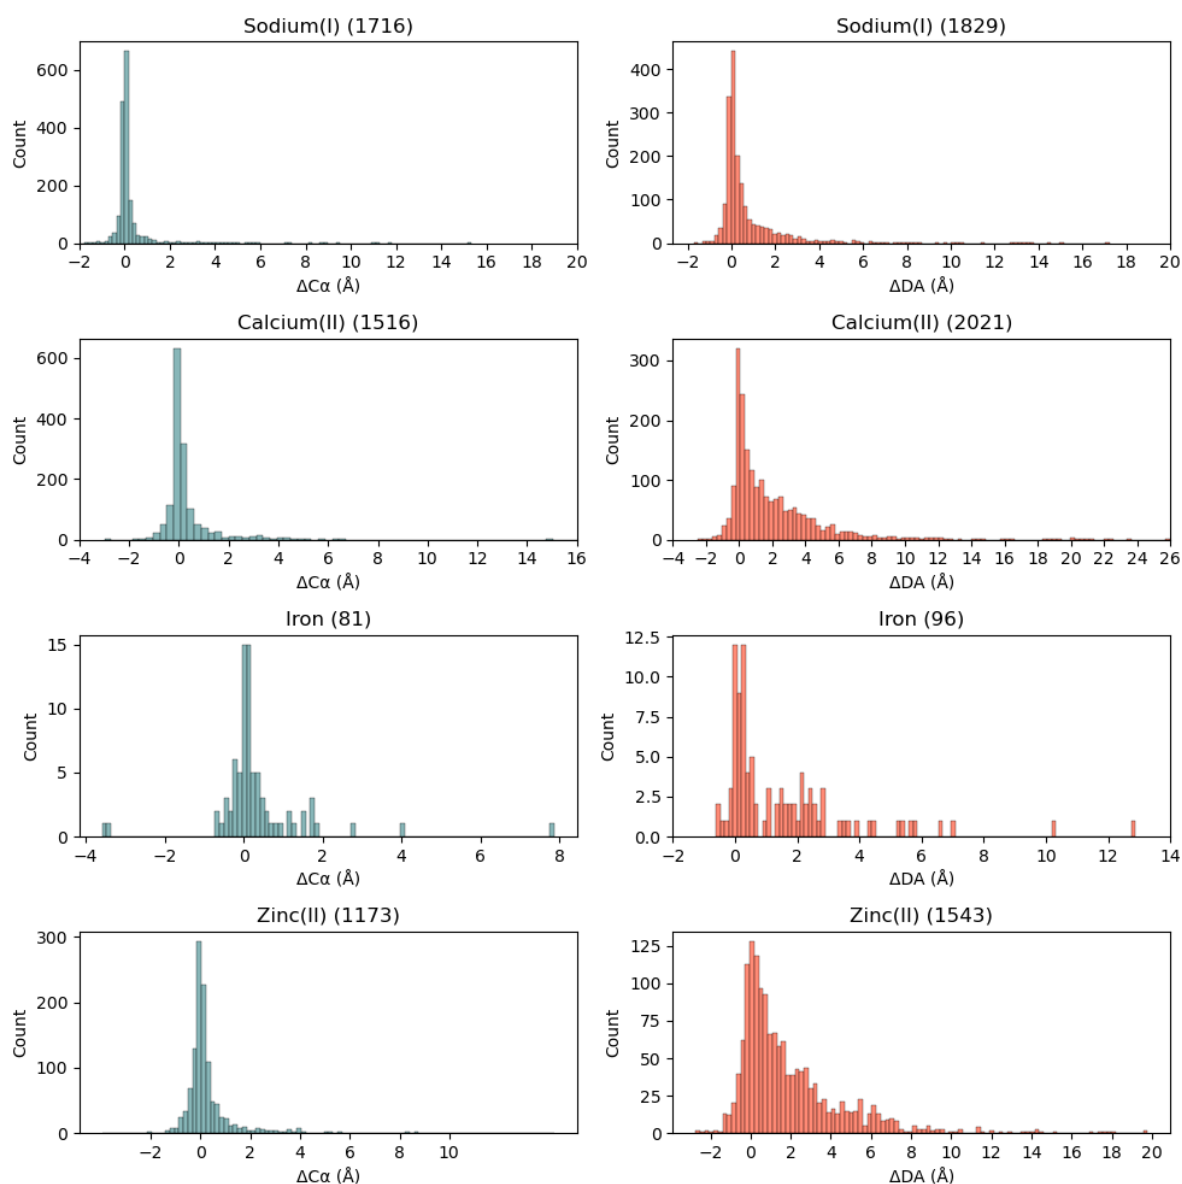 Sodium(I) (1716)
600
400
200
0
Count
−2 0 2 4 6 8 10 12 14 16 18 20
ΔCα (Å)
Sodium(I) (1829)
400
300
200
100
0
Count
−2 0 2 4 6 8 10 12 14 16 18 20
ΔDA (Å)
Calcium(II) (1516)
600
400
200
0
Count
−4 −2 0 2 4 6 8 10 12 14 16
ΔCα (Å)
Calcium(II) (2021)
300
200
100
0
Count
−4 −2 0 2 4 6 8 10 12 14 16 18 20 22 24 26
ΔDA (Å)
Iron (81)
15
10
5
0
Count
−4 −2 0 2 4 6 8
ΔCα (Å)
Iron (96)
12.5
10.0
7.5
5.0
2.5
0.0
Count
−2 0 2 4 6 8 10 12 14
ΔDA (Å)
Zinc(II) (1173)
300
200
100
0
Count
−2 0 2 4 6 8 10
ΔCα (Å)
Zinc(II) (1543)
125
100
75
50
25
0
Count
−2 0 2 4 6 8 10 12 14 16 18 20
ΔDA (Å)